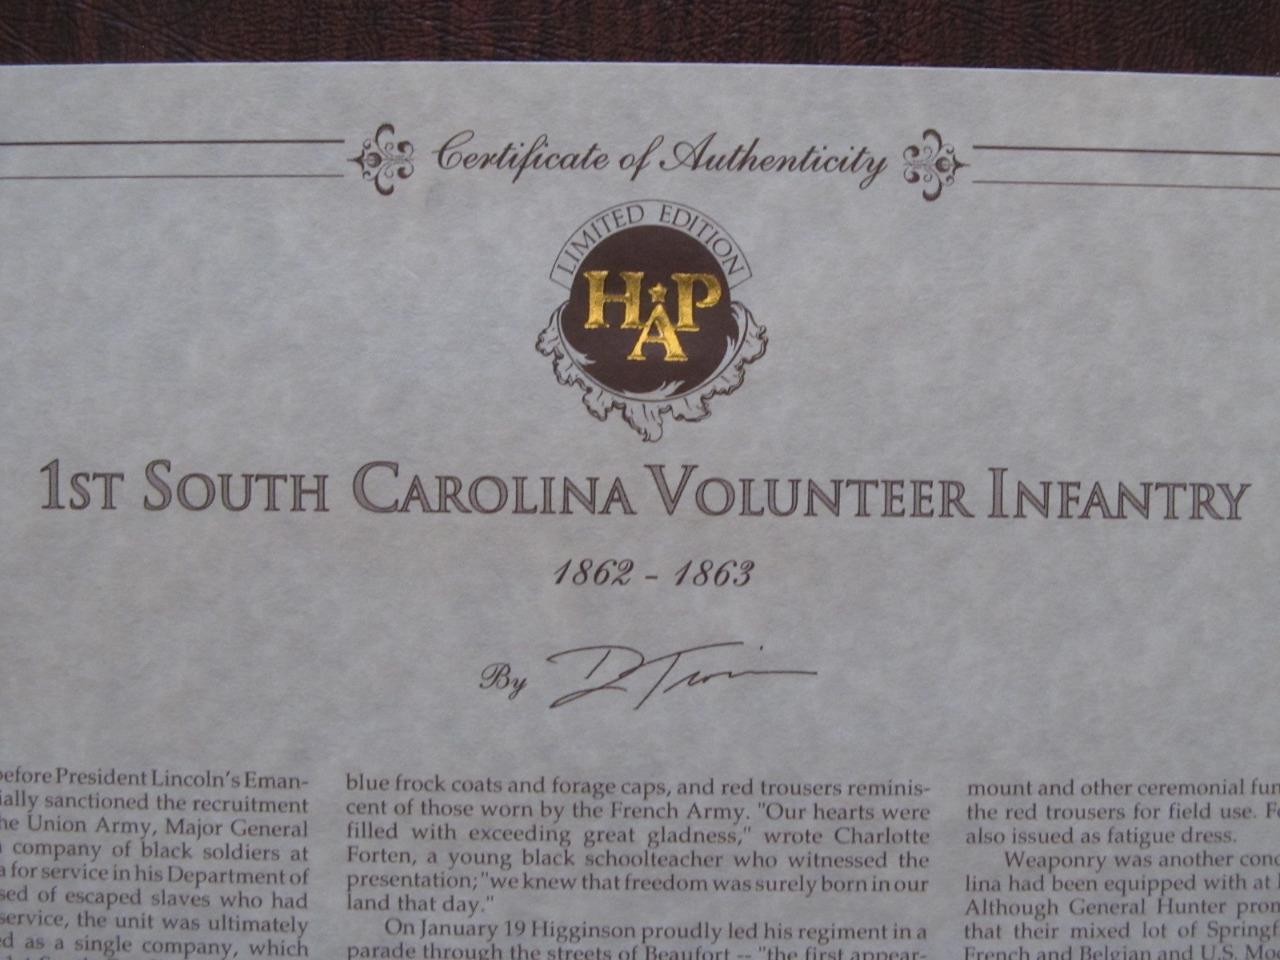 Certificate of Authenticity
LIMITED EDITION
HAP
1ST SOUTH CAROLINA VOLUNTEER INFANTRY
1862 - 1863
By
before President Lincoln's Eman-
ially sanctioned the recruitment
he Union Army, Major General
company of black soldiers at
a for service in his Department of
sed of escaped slaves who had
service, the unit was ultimately
ed as a single company, which
blue frock coats and forage caps, and red trousers reminis-
cent of those worn by the French Army. "Our hearts were
filled with exceeding great gladness," wrote Charlotte
Forten, a young black schoolteacher who witnessed the
presentation; "we knew that freedom was surely born in our
land that day."
On January 19 Higginson proudly led his regiment in a
parade through the streets of Beaufort -- "the first appear-
mount and other ceremonial fun
the red trousers for field use. Fo
also issued as fatigue dress.
Weaponry was another conc
lina had been equipped with at
Although General Hunter prom
that their mixed lot of Springf
French and Belgian and U.S. Mo